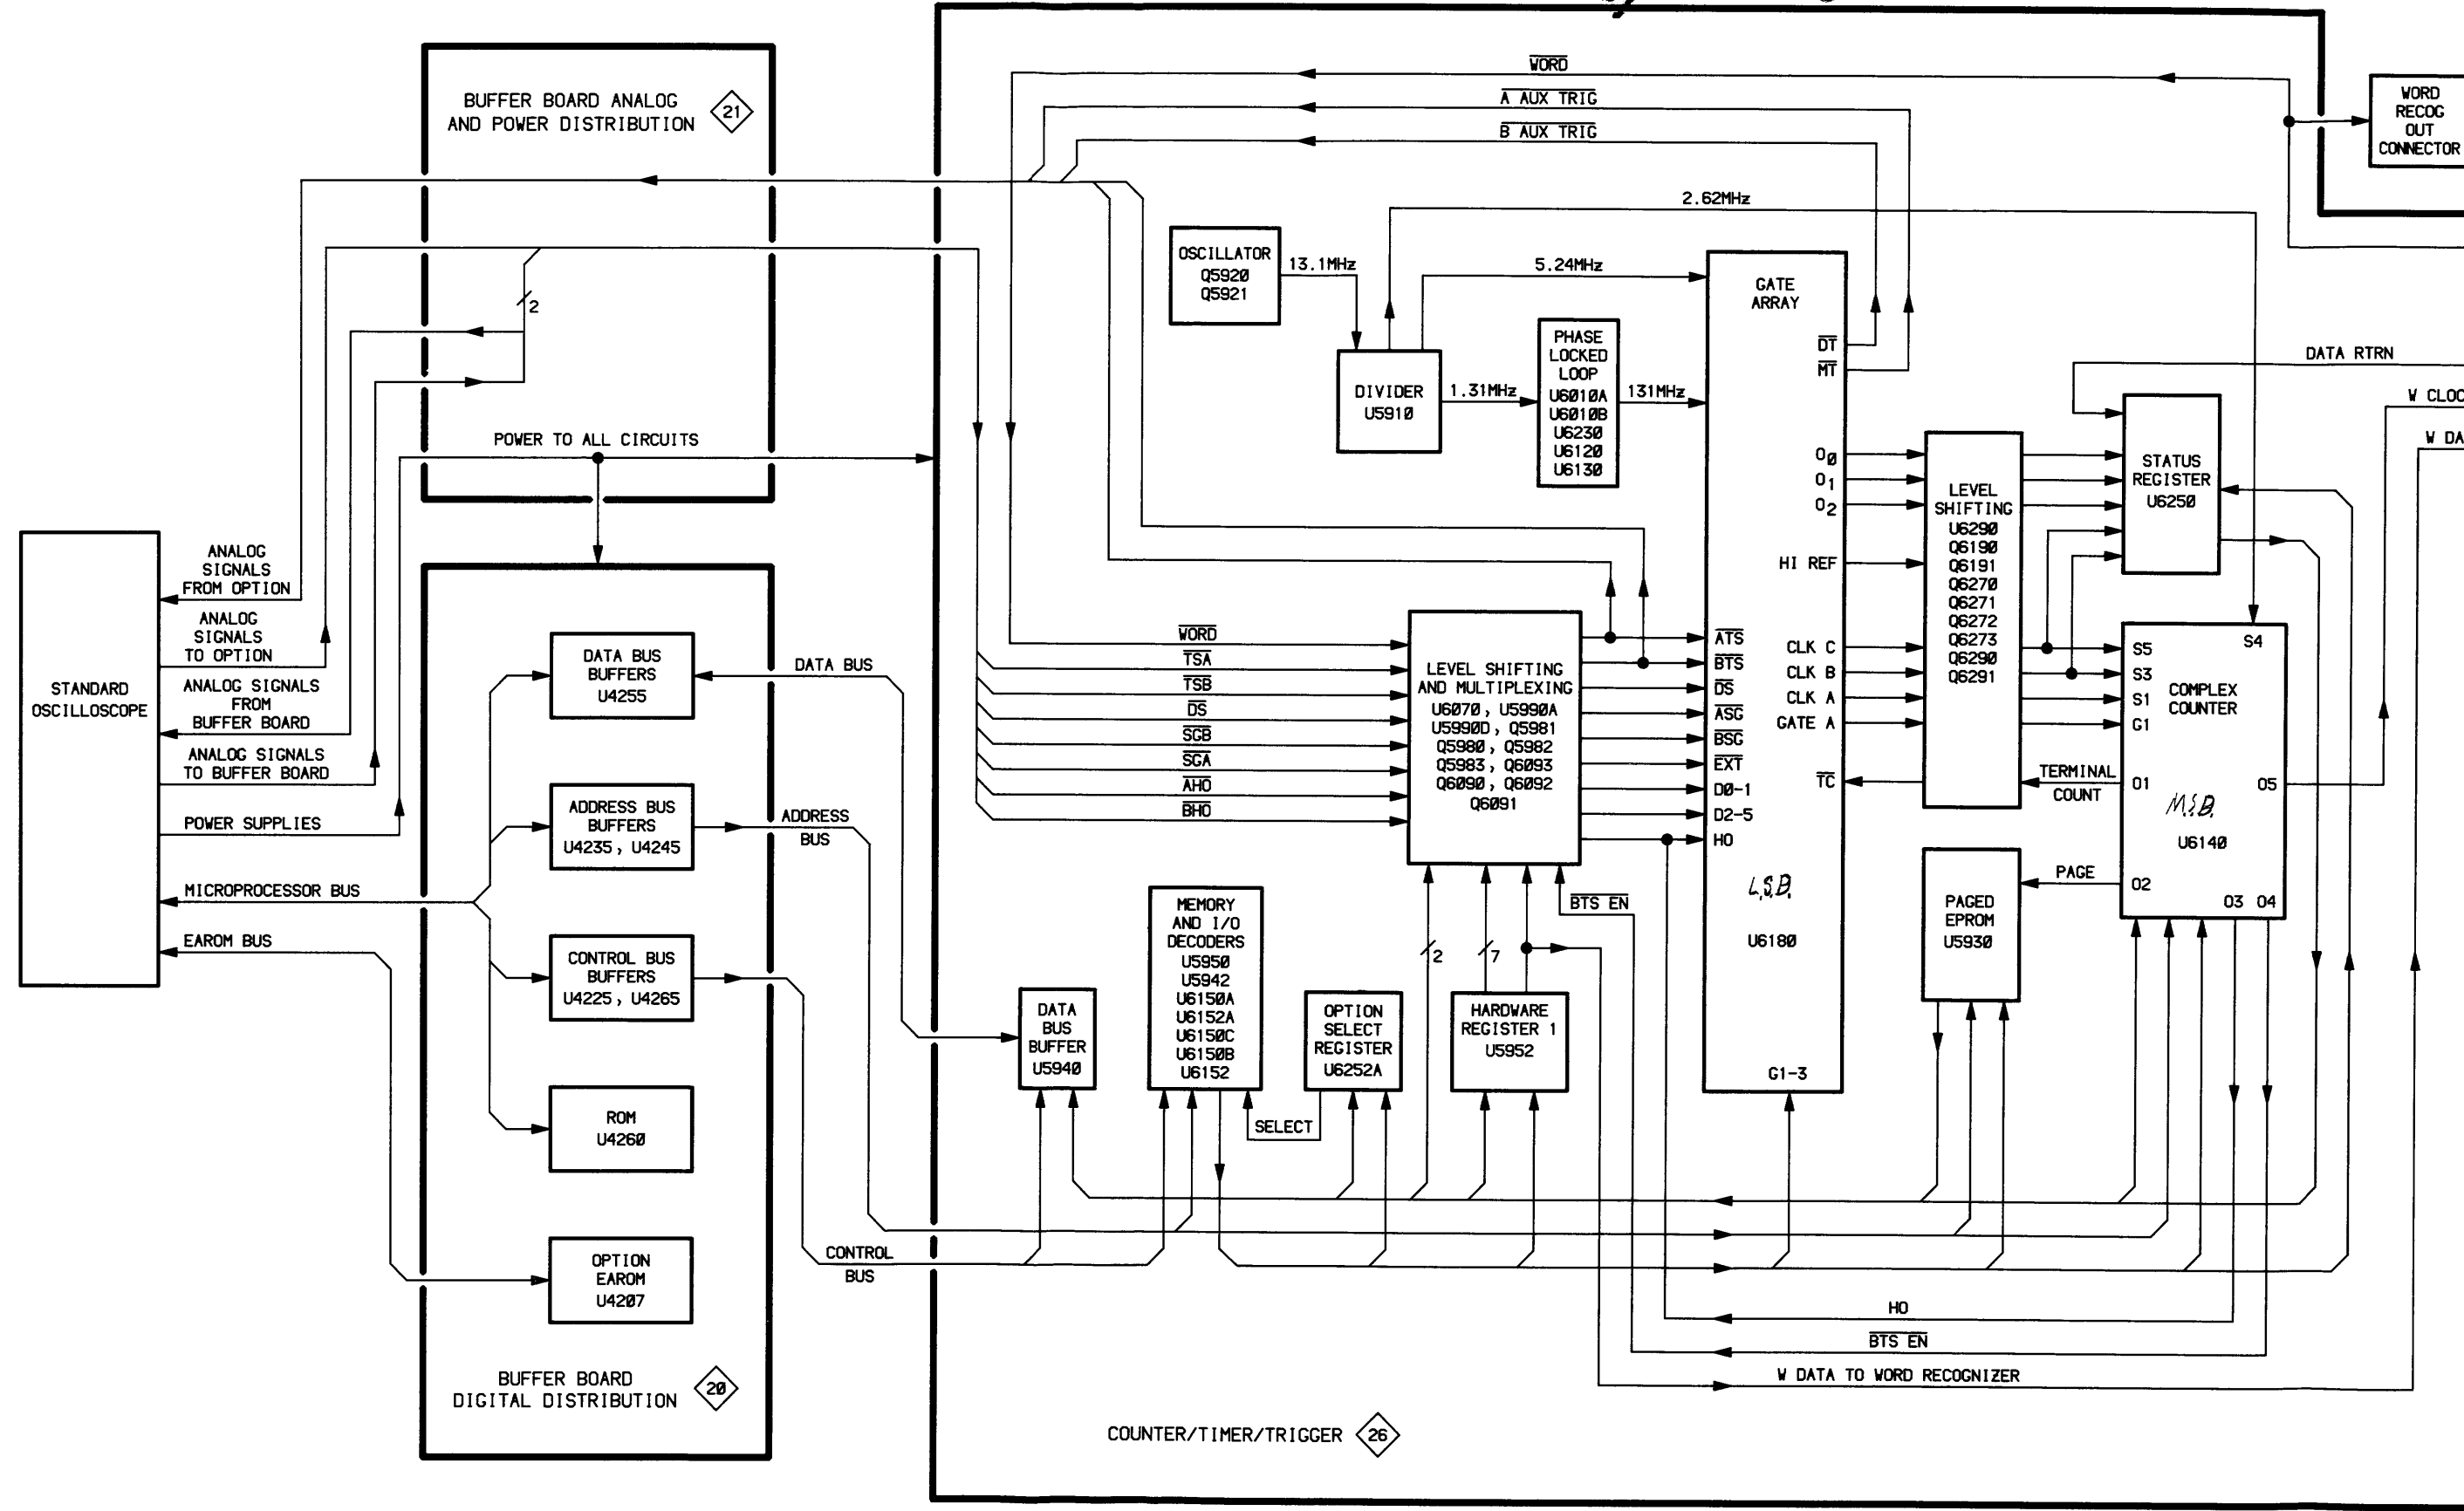 BUFFER BOARD ANALOG
AND POWER DISTRIBUTION
21
WORD
A AUX TRIG
B AUX TRIG
WORD
RECOG
OUT
CONNECTOR
2.62MHz
OSCILLATOR
Q5920
Q5921
13.1MHz
5.24MHz
GATE
ARRAY
2
PHASE
LOCKED
LOOP
U6010A
U6010B
U6230
U6120
U6130
DIVIDER
U5910
1.31MHz
131MHz
DT
MT
DATA RTRN
W CLOC
W DA
POWER TO ALL CIRCUITS
O0
O1
O2
HI REF
CLK C
CLK B
CLK A
GATE A
TC
LEVEL
SHIFTING
U6290
Q6190
Q6191
Q6270
Q6271
Q6272
Q6273
Q6290
Q6291
STATUS
REGISTER
U6250
STANDARD
OSCILLOSCOPE
ANALOG
SIGNALS
FROM OPTION
ANALOG
SIGNALS
TO OPTION
ANALOG SIGNALS
FROM
BUFFER BOARD
ANALOG SIGNALS
TO BUFFER BOARD
POWER SUPPLIES
MICROPROCESSOR BUS
EAROM BUS
DATA BUS
BUFFERS
U4255
DATA BUS
ADDRESS BUS
BUFFERS
U4235, U4245
ADDRESS
BUS
CONTROL BUS
BUFFERS
U4225, U4265
ROM
U4260
OPTION
EAROM
U4207
CONTROL
BUS
BUFFER BOARD
DIGITAL DISTRIBUTION
20
WORD
TSA
TSB
DS
SGB
SGA
AHO
BHO
LEVEL SHIFTING
AND MULTIPLEXING
U6070, U5990A
U5990D, Q5981
Q5980, Q5982
Q5983, Q6093
Q6090, Q6092
Q6091
ATS
BTS
DS
ASG
BSG
EXT
D0-1
D2-5
HO
L.S.B.
U6180
G1-3
S4
S5
S3
S1
G1
COMPLEX
COUNTER
TERMINAL
COUNT
O1
O5
M.S.B.
U6140
PAGE
O2
O3 O4
PAGED
EPROM
U5930
BTS EN
2
7
DATA
BUS
BUFFER
U5940
MEMORY
AND I/O
DECODERS
U5950
U5942
U6150A
U6152A
U6150C
U6150B
U6152
OPTION
SELECT
REGISTER
U6252A
HARDWARE
REGISTER 1
U5952
SELECT
HO
BTS EN
W DATA TO WORD RECOGNIZER
COUNTER/TIMER/TRIGGER
26